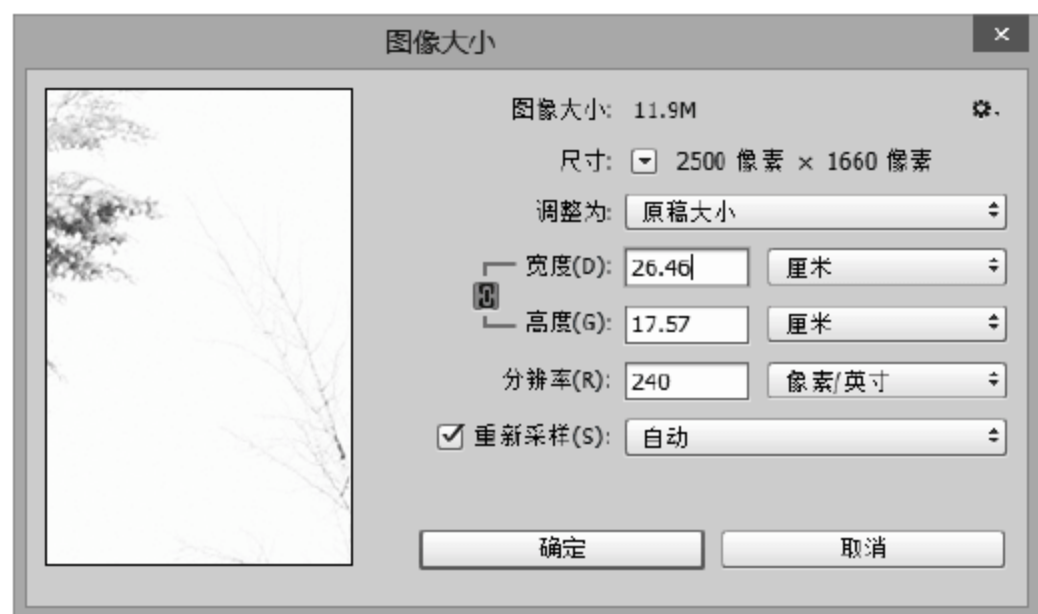 图像大小
图像大小: 11.9M
尺寸: 2500 像素 × 1660 像素
调整为: 原稿大小
宽度(D): 26.46 厘米
高度(G): 17.57 厘米
分辨率(R): 240 像素/英寸
重新采样(S): 自动
确定 取消